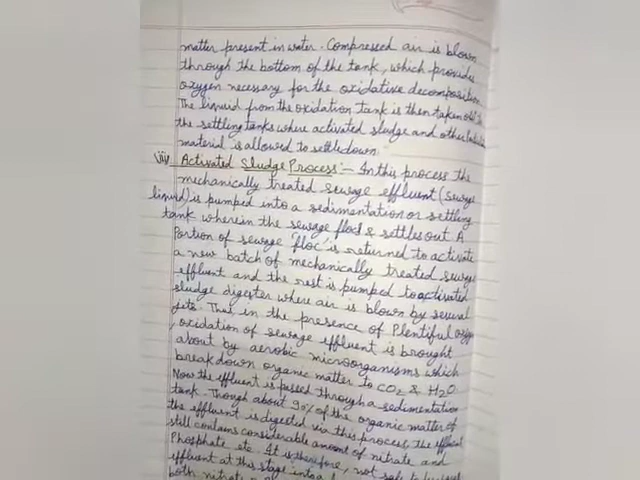 matter present in water. Compressed air is blown
through the bottom of the tank, which provides
oxygen necessary for the oxidative decomposition
The liquid from the oxidation tank is then taken
the settling tanks where activated sludge and other
material is allowed to settledown.
Activated Sludge Process:- In this process the
mechanically treated sewage effluent (sewage
liquid) is pumped into a sedimentation or settling
tank wherein the sewage flocs & settles out. A
Portion of sewage 'floc' is returned to activate
a new batch of mechanically treated sewage
effluent and the rest is pumped to activated
sludge digester where air is blown by several
jets. That in the presence of Plentiful oxygen
, oxidation of sewage effluent is brought
about by aerobic microorganisms which
breakdown organic matter to CO2 & H2O.
Now the effluent is passed through a sedimentation
tank. Though about 90% of the organic matter of
the effluent is digested via this process, the effluent
still contains considerable amount of nitrate and
Phosphate etc. It is therefore, not safe to
effluent at this stage into a
both nitrate